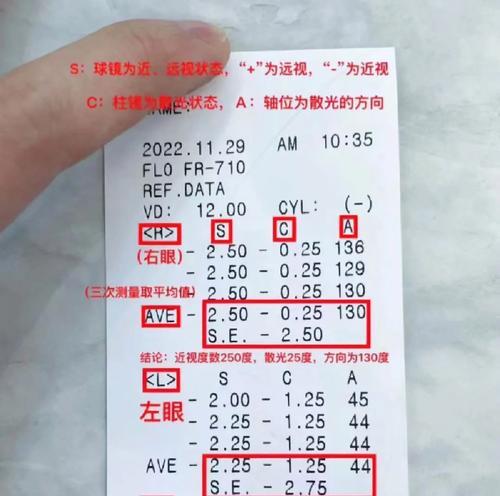 S：球镜为近、远视状态，“+”为远视，“-”为近视
C：柱镜为散光状态，A：轴位为散光的方向
NAME:
2022.11.29 AM 10:35
FLO FR-710
REF.DATA
VD: 12.00 CYL: (-)
<R> S C A
(右眼) - 2.50 - 0.25 136
- 2.50 - 0.25 129
(三次测量取平均值) - 2.50 - 0.25 130
AVE - 2.50 - 0.25 130
S.E. - 2.50
结论：近视度数250度，散光25度，方向为130度
<L> S C A
左眼 - 2.00 - 1.25 45
- 2.25 - 1.25 44
- 2.25 - 1.25 44
AVE - 2.25 - 1.25 44
S.E. - 2.75